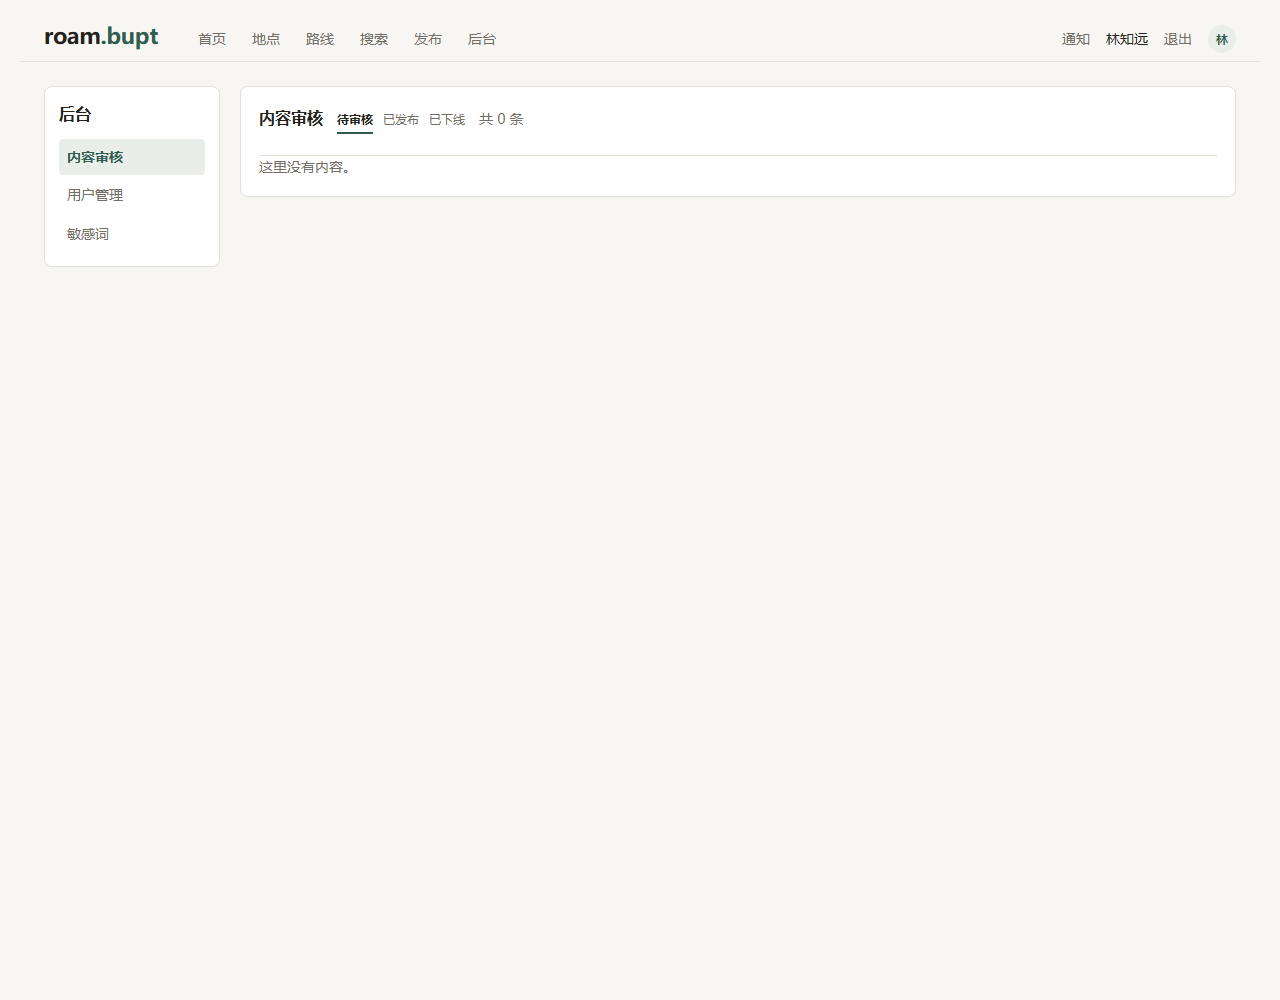 roam.bupt 首页 地点 路线 搜索 发布 后台 通知 林知远 退出 林
后台
内容审核
用户管理
敏感词
内容审核 待审核 已发布 已下线 共 0 条
这里没有内容。